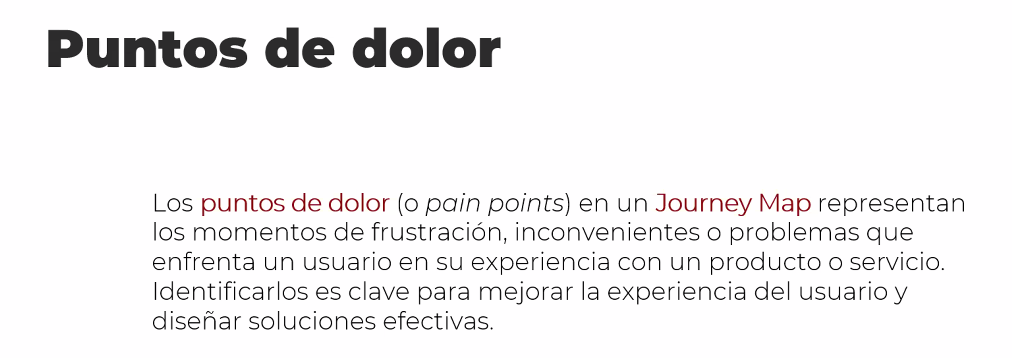 Puntos de dolor
Los puntos de dolor (o pain points) en un Journey Map representan
los momentos de frustración, inconvenientes o problemas que
enfrenta un usuario en su experiencia con un producto o servicio.
Identificarlos es clave para mejorar la experiencia del usuario y
diseñar soluciones efectivas.